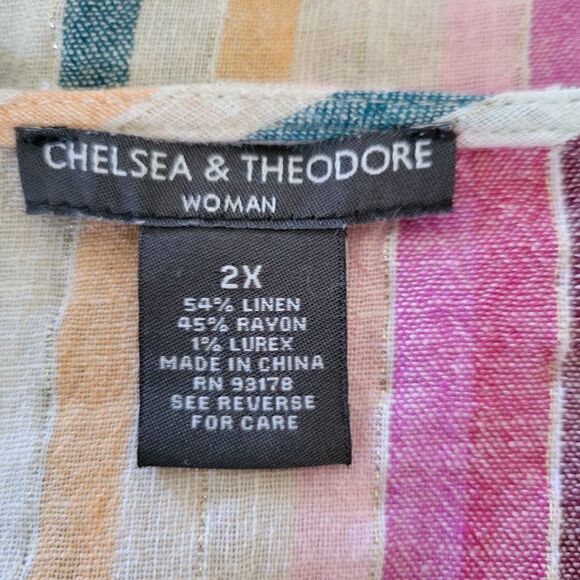 CHELSEA & THEODORE
WOMAN
2X
54% LINEN
45% RAYON
1% LUREX
MADE IN CHINA
RN 93178
SEE REVERSE
FOR CARE